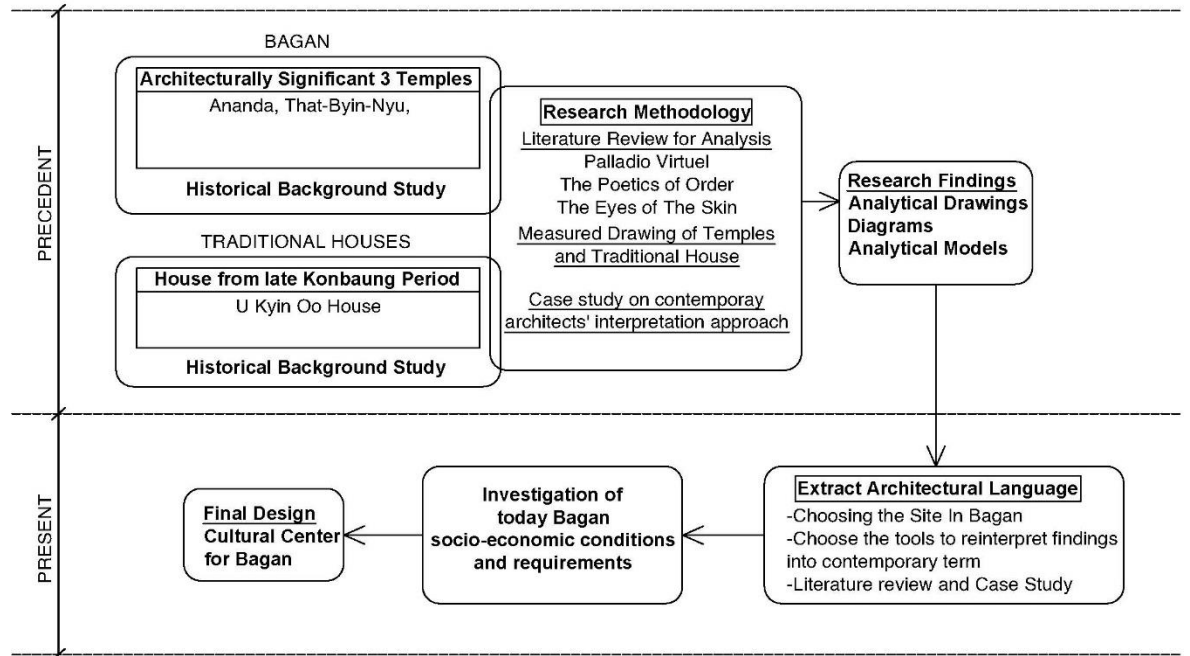 PRECEDENT
BAGAN
Architecturally Significant 3 Temples
Ananda, That-Byin-Nyu,
Historical Background Study
TRADITIONAL HOUSES
House from late Konbaung Period
U Kyin Oo House
Historical Background Study
Research Methodology
Literature Review for Analysis
Palladio Virtuel
The Poetics of Order
The Eyes of The Skin
Measured Drawing of Temples
and Traditional House
Case study on contemporay
architects' interpretation approach
Research Findings
Analytical Drawings
Diagrams
Analytical Models
PRESENT
Extract Architectural Language
-Choosing the Site In Bagan
-Choose the tools to reinterpret findings
into contemporary term
-Literature review and Case Study
Investigation of
today Bagan
socio-economic conditions
and requirements
Final Design
Cultural Center
for Bagan